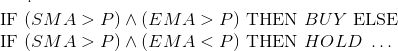 IF (SMA > P) ∧ (EMA > P) THEN BUY ELSE
IF (SMA > P) ∧ (EMA < P) THEN HOLD ...